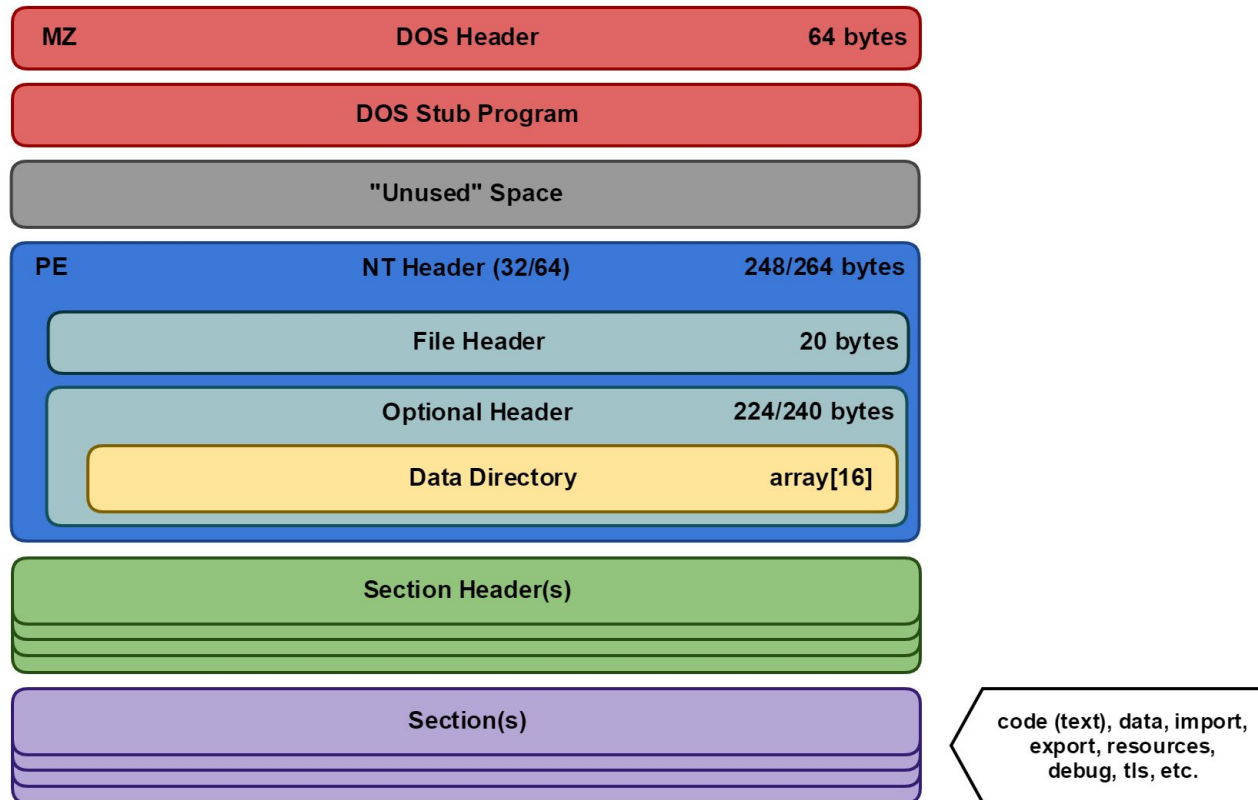 MZ DOS Header 64 bytes
DOS Stub Program
"Unused" Space
PE NT Header (32/64) 248/264 bytes
File Header 20 bytes
Optional Header 224/240 bytes
Data Directory array[16]
Section Header(s)
Section(s)
code (text), data, import,
export, resources,
debug, tls, etc.